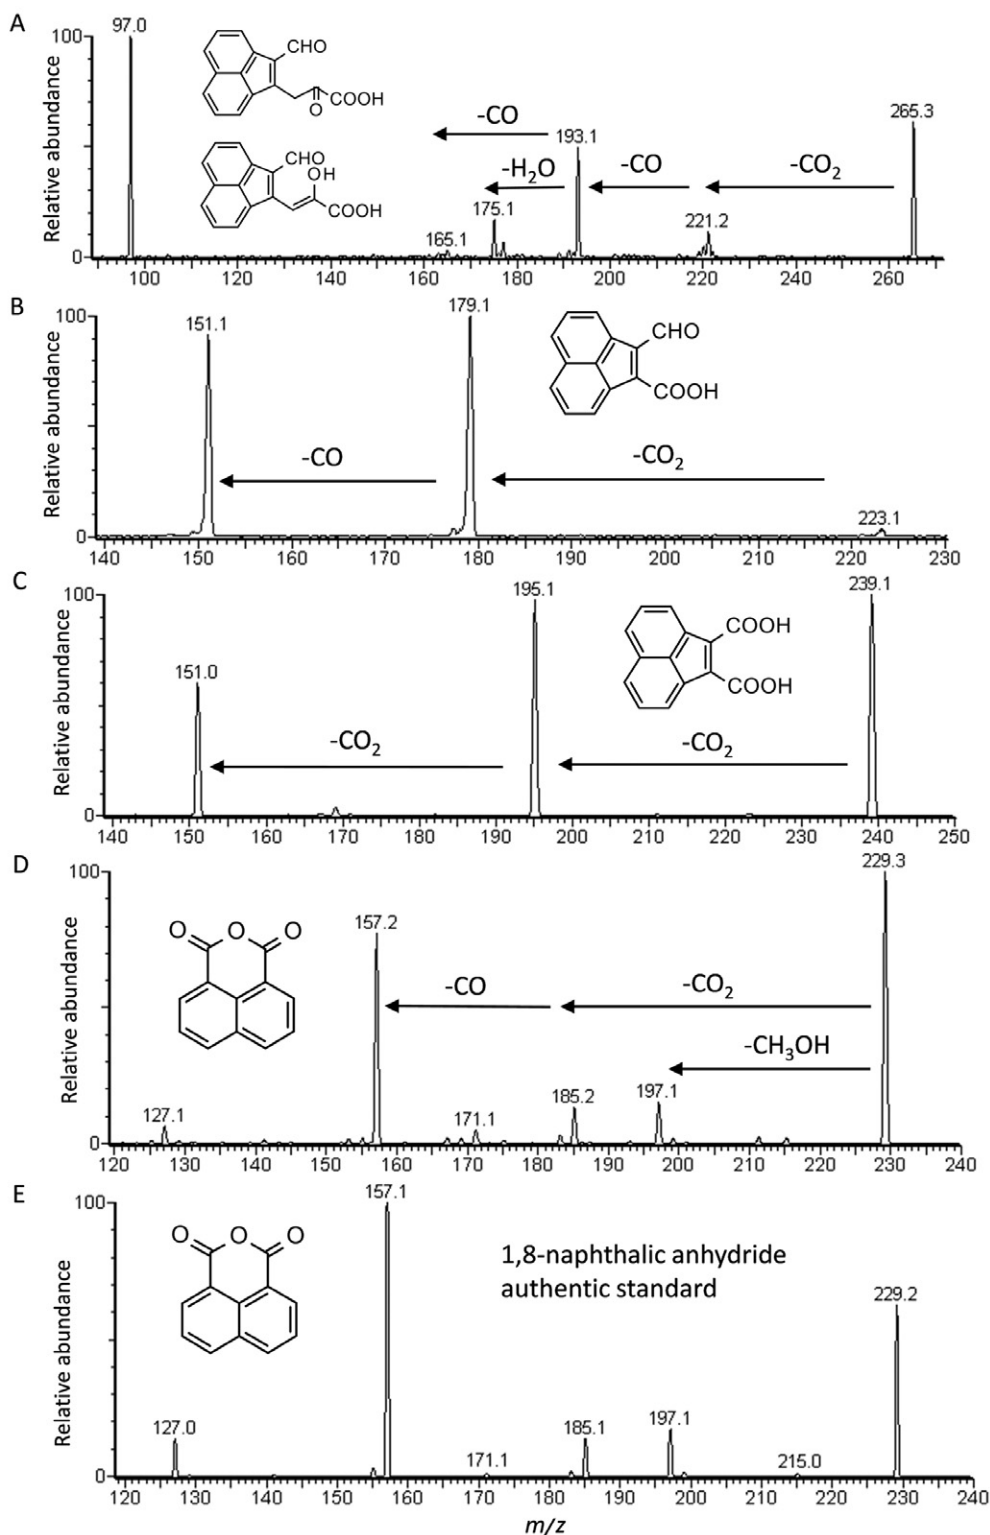 A
Relative abundance
100
0
97.0
CHO
O
COOH
CHO
OH
COOH
-CO
193.1
265.3
-H₂O
-CO
-CO₂
175.1
165.1
221.2
100 120 140 160 180 200 220 240 260
B
Relative abundance
100
0
151.1
179.1
CHO
COOH
-CO
-CO₂
223.1
140 150 160 170 180 190 200 210 220 230
C
Relative abundance
100
0
195.1
239.1
COOH
COOH
151.0
-CO₂
-CO₂
140 150 160 170 180 190 200 210 220 230 240 250
D
Relative abundance
100
0
229.3
O O O
157.2
-CO
-CO₂
-CH₃OH
127.1
171.1
185.2
197.1
120 130 140 150 160 170 180 190 200 210 220 230 240
E
Relative abundance
100
0
157.1
O O O
1,8-naphthalic anhydride
authentic standard
229.2
127.0
171.1
185.1
197.1
215.0
120 130 140 150 160 170 180 190 200 210 220 230 240
m/z